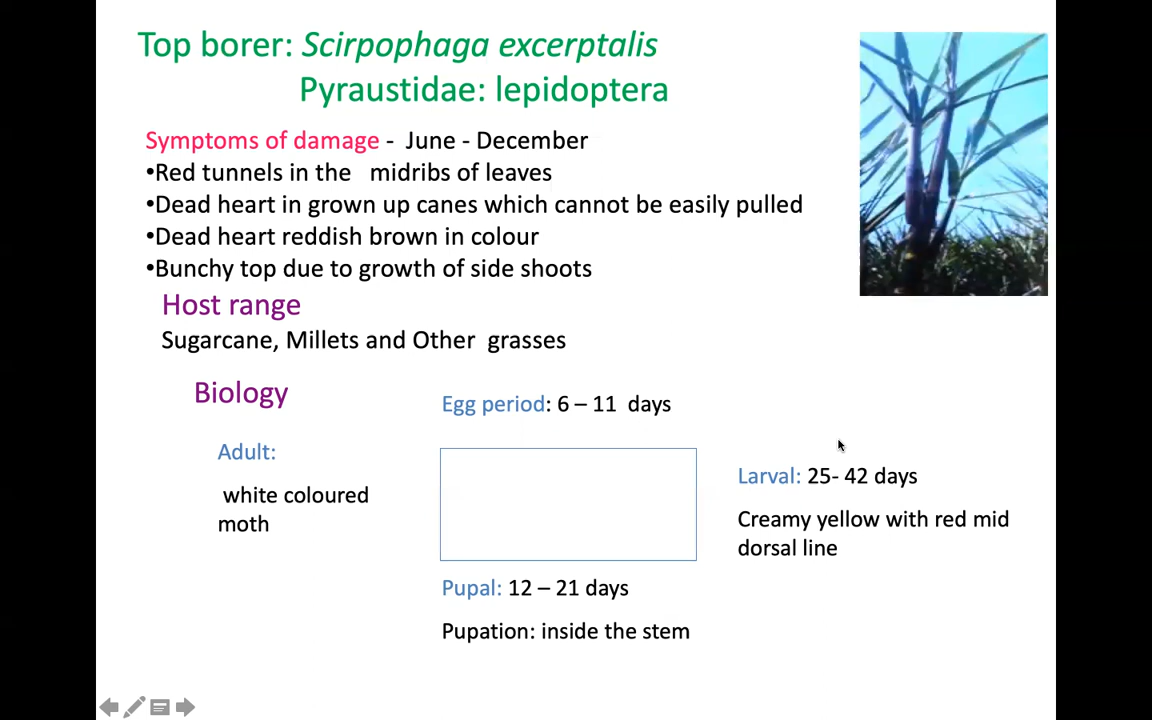 Top borer: Scirpophaga excerptalis
Pyraustidae: lepidoptera
Symptoms of damage - June - December
•Red tunnels in the midribs of leaves
•Dead heart in grown up canes which cannot be easily pulled
•Dead heart reddish brown in colour
•Bunchy top due to growth of side shoots
Host range
Sugarcane, Millets and Other grasses
Biology
Egg period: 6 – 11 days
Adult:
white coloured
moth
Larval: 25- 42 days
Creamy yellow with red mid
dorsal line
Pupal: 12 – 21 days
Pupation: inside the stem